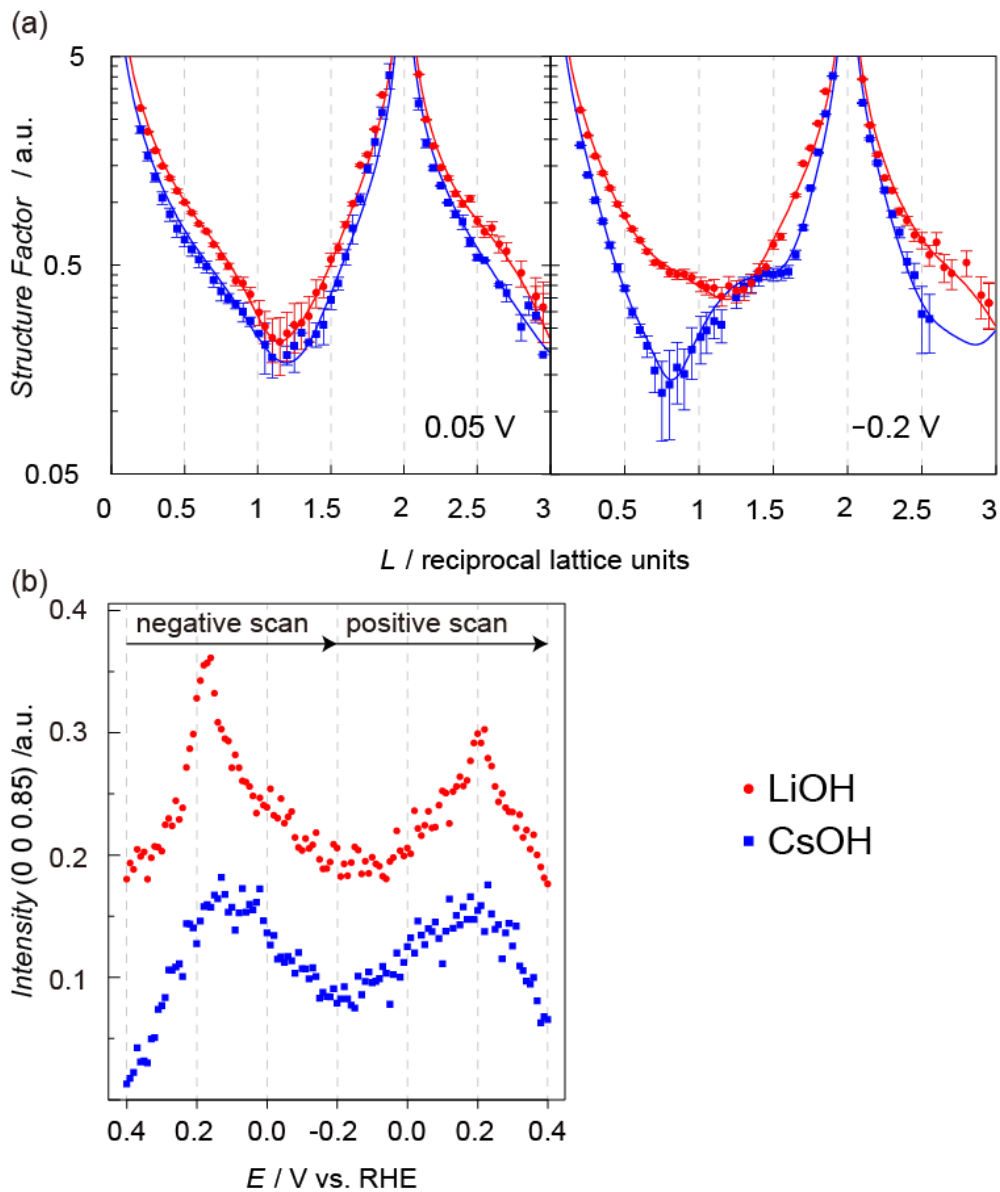 (a)
5
0.5
0.05
Structure Factor / a.u.
0.05 V
−0.2 V
0 0.5 1 1.5 2 2.5 0 0.5 1 1.5 2 2.5 3
L / reciprocal lattice units
(b)
0.4
0.3
0.2
0.1
Intensity (0 0 0.85) /a.u.
negative scan positive scan
LiOH
CsOH
0.4 0.2 0.0 -0.2 0.0 0.2 0.4
E / V vs. RHE